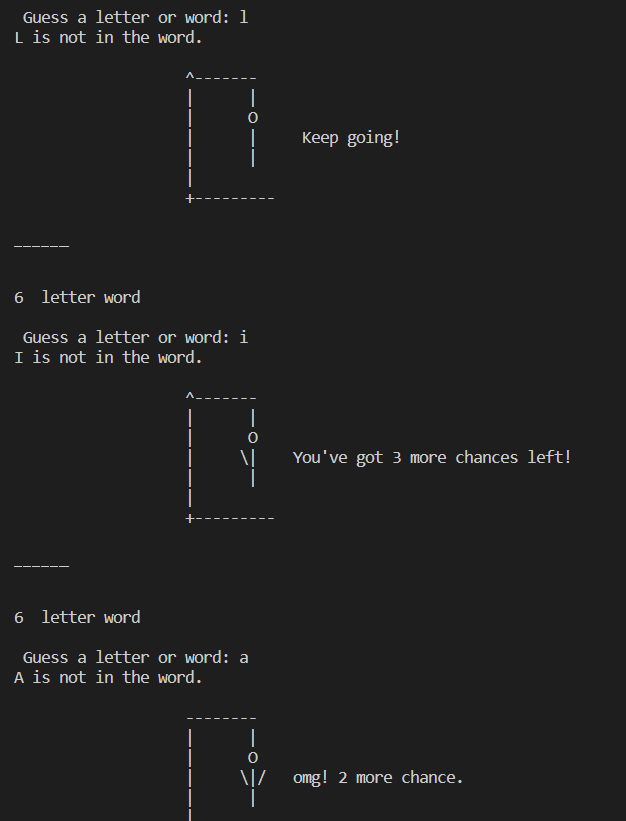 Guess a letter or word: l
L is not in the word.
^-------
|      |
|      O
|      |     Keep going!
|      |
|
+---------
______
6  letter word
Guess a letter or word: i
I is not in the word.
^-------
|      |
|      O
|     \|    You've got 3 more chances left!
|      |
|
+---------
______
6  letter word
Guess a letter or word: a
A is not in the word.
--------
|      |
|      O
|     \|/   omg! 2 more chance.
|      |
|